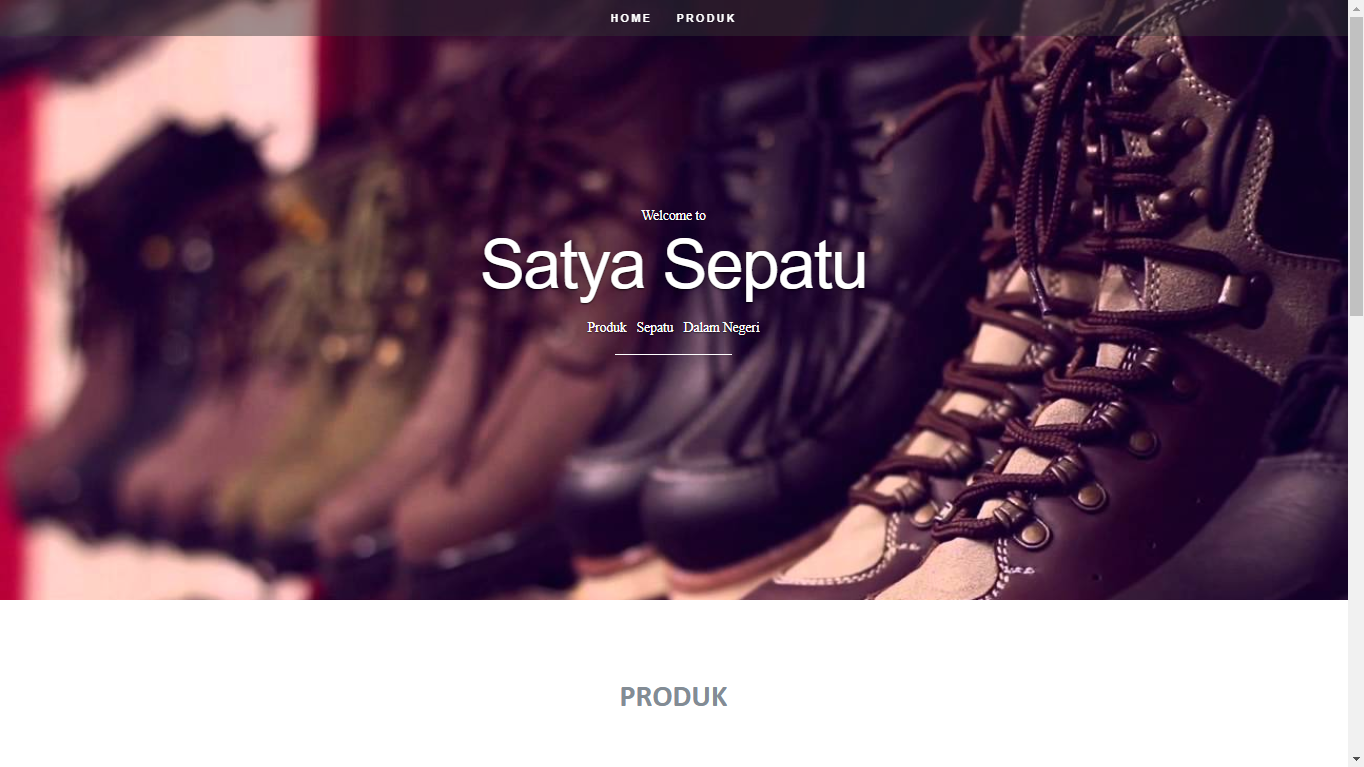 HOME PRODUK
Welcome to
Satya Sepatu
Produk Sepatu Dalam Negeri
PRODUK